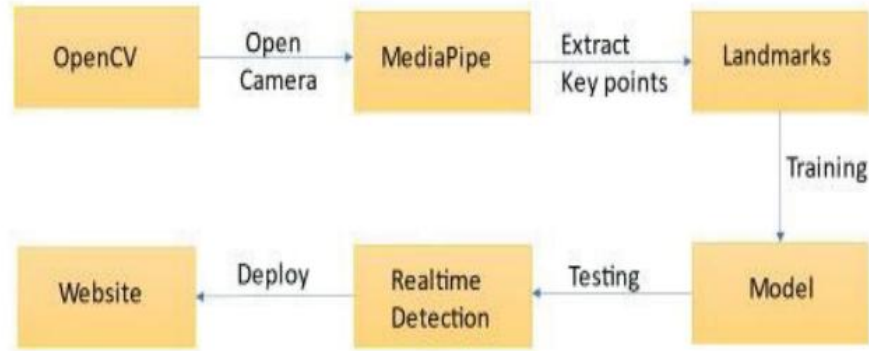 OpenCV
Open
Camera
MediaPipe
Extract
Key points
Landmarks
Training
Model
Testing
Realtime
Detection
Deploy
Website